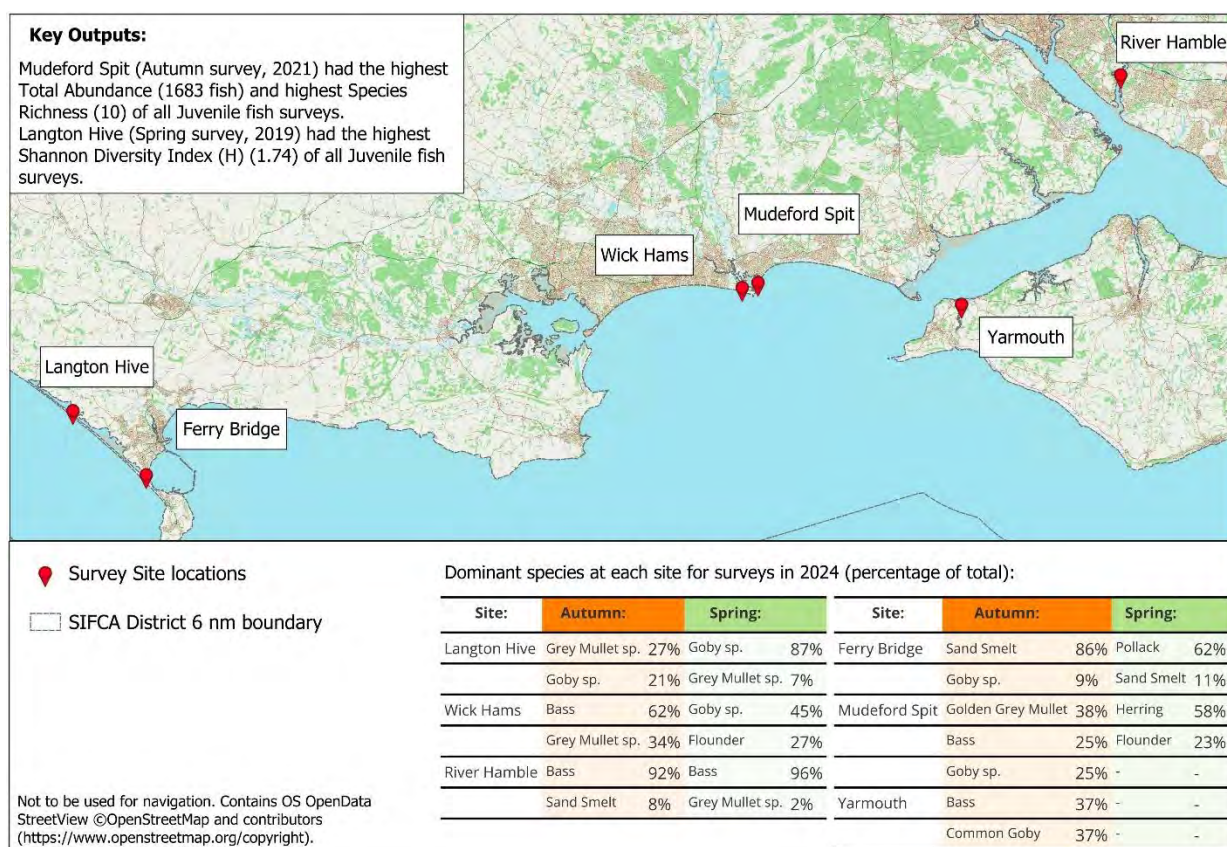 Key Outputs:
Mudeford Spit (Autumn survey, 2021) had the highest
Total Abundance (1683 fish) and highest Species
Richness (10) of all Juvenile fish surveys.
Langton Hive (Spring survey, 2019) had the highest
Shannon Diversity Index (H) (1.74) of all Juvenile fish
surveys.
River Hamble
Mudeford Spit
Wick Hams
Yarmouth
Langton Hive
Ferry Bridge
Survey Site locations
SIFCA District 6 nm boundary
Not to be used for navigation. Contains OS OpenData
StreetView ©OpenStreetMap and contributors
(https://www.openstreetmap.org/copyright).
Dominant species at each site for surveys in 2024 (percentage of total):
Site: Autumn: Spring:
Langton Hive Grey Mullet sp. 27% Goby sp. 87%
Goby sp. 21% Grey Mullet sp. 7%
Wick Hams Bass 62% Goby sp. 45%
Grey Mullet sp. 34% Flounder 27%
River Hamble Bass 92% Bass 96%
Sand Smelt 8% Grey Mullet sp. 2%
Site: Autumn: Spring:
Ferry Bridge Sand Smelt 86% Pollack 62%
Goby sp. 9% Sand Smelt 11%
Mudeford Spit Golden Grey Mullet 38% Herring 58%
Bass 25% Flounder 23%
Goby sp. 25% - -
Yarmouth Bass 37% - -
Common Goby 37% - -